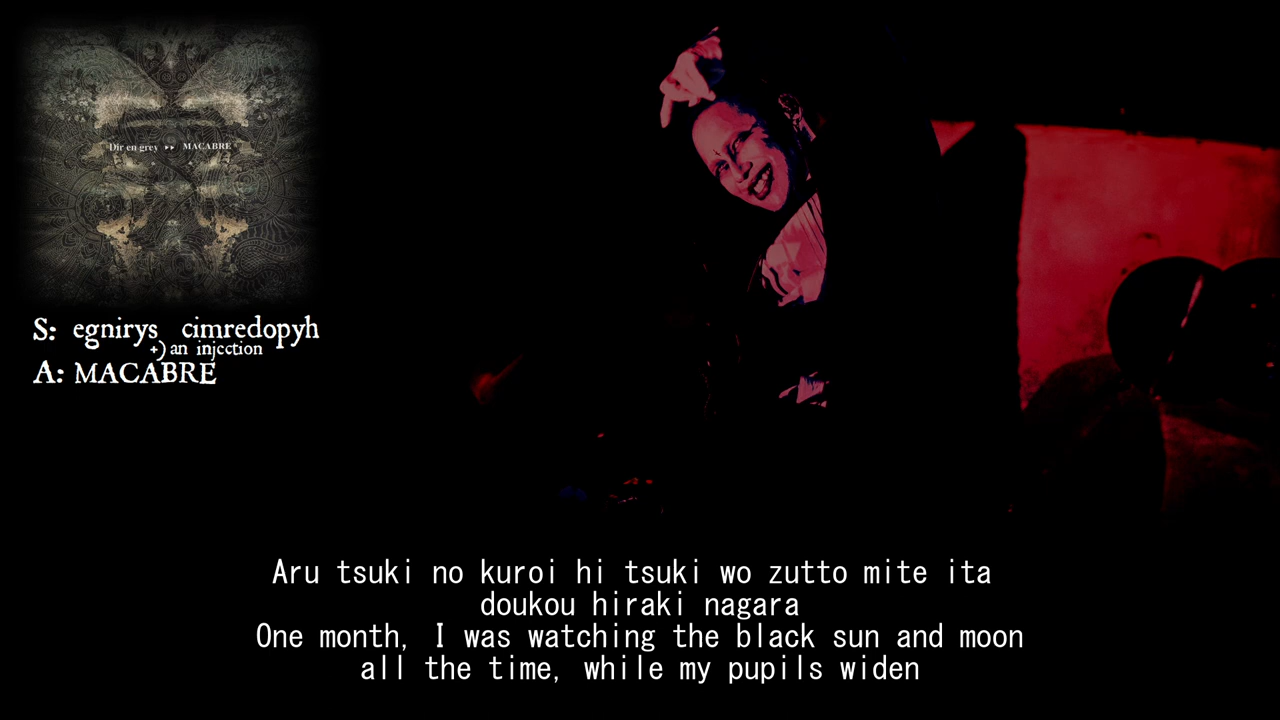 Dir en grey ▸▸ MACABRE
S: egnirys cimredopyh
+) an injection
A: MACABRE
Aru tsuki no kuroi hi tsuki wo zutto mite ita
doukou hiraki nagara
One month, I was watching the black sun and moon
all the time, while my pupils widen